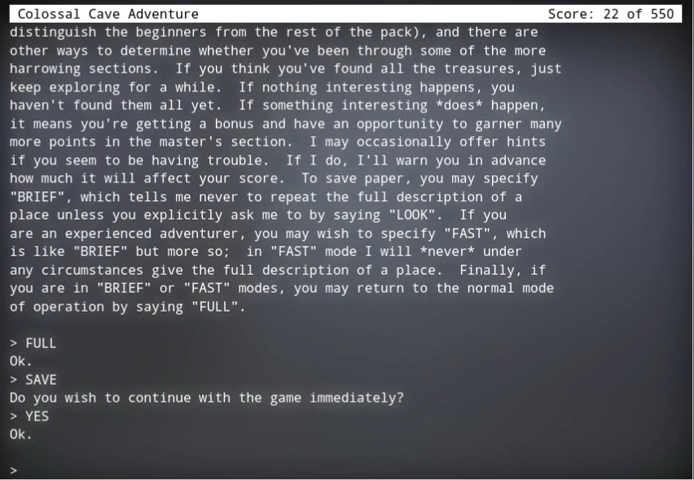 Colossal Cave Adventure Score: 22 of 550
distinguish the beginners from the rest of the pack), and there are
other ways to determine whether you've been through some of the more
harrowing sections. If you think you've found all the treasures, just
keep exploring for a while. If nothing interesting happens, you
haven't found them all yet. If something interesting *does* happen,
it means you're getting a bonus and have an opportunity to garner many
more points in the master's section. I may occasionally offer hints
if you seem to be having trouble. If I do, I'll warn you in advance
how much it will affect your score. To save paper, you may specify
"BRIEF", which tells me never to repeat the full description of a
place unless you explicitly ask me to by saying "LOOK". If you
are an experienced adventurer, you may wish to specify "FAST", which
is like "BRIEF" but more so; in "FAST" mode I will *never* under
any circumstances give the full description of a place. Finally, if
you are in "BRIEF" or "FAST" modes, you may return to the normal mode
of operation by saying "FULL".
> FULL
Ok.
> SAVE
Do you wish to continue with the game immediately?
> YES
Ok.
>